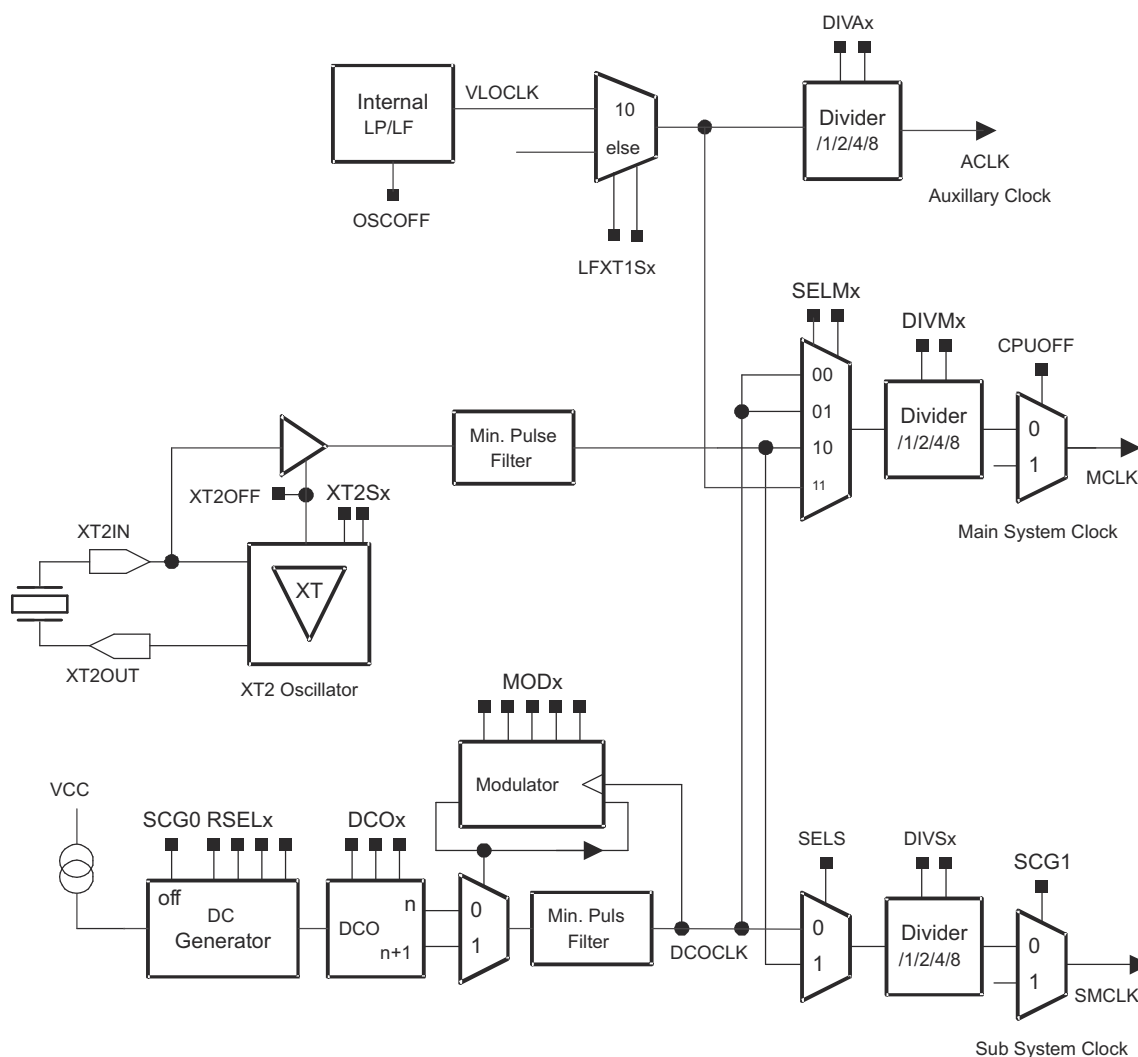 DIVAx
Internal
LP/LF
VLOCLK
10
else
Divider
/1/2/4/8
ACLK
Auxillary Clock
OSCOFF
LFXT1Sx
SELMx
DIVMx
CPUOFF
00
01
10
11
Divider
/1/2/4/8
0
1
MCLK
Main System Clock
Min. Pulse
Filter
XT2OFF
XT2Sx
XT2IN
XT
XT2OUT
XT2 Oscillator
MODx
Modulator
VCC
SCG0 RSELx
DCOx
off
DC
Generator
n
DCO
n+1
0
1
Min. Puls
Filter
DCOCLK
SELS
DIVSx
SCG1
0
1
Divider
/1/2/4/8
0
1
SMCLK
Sub System Clock